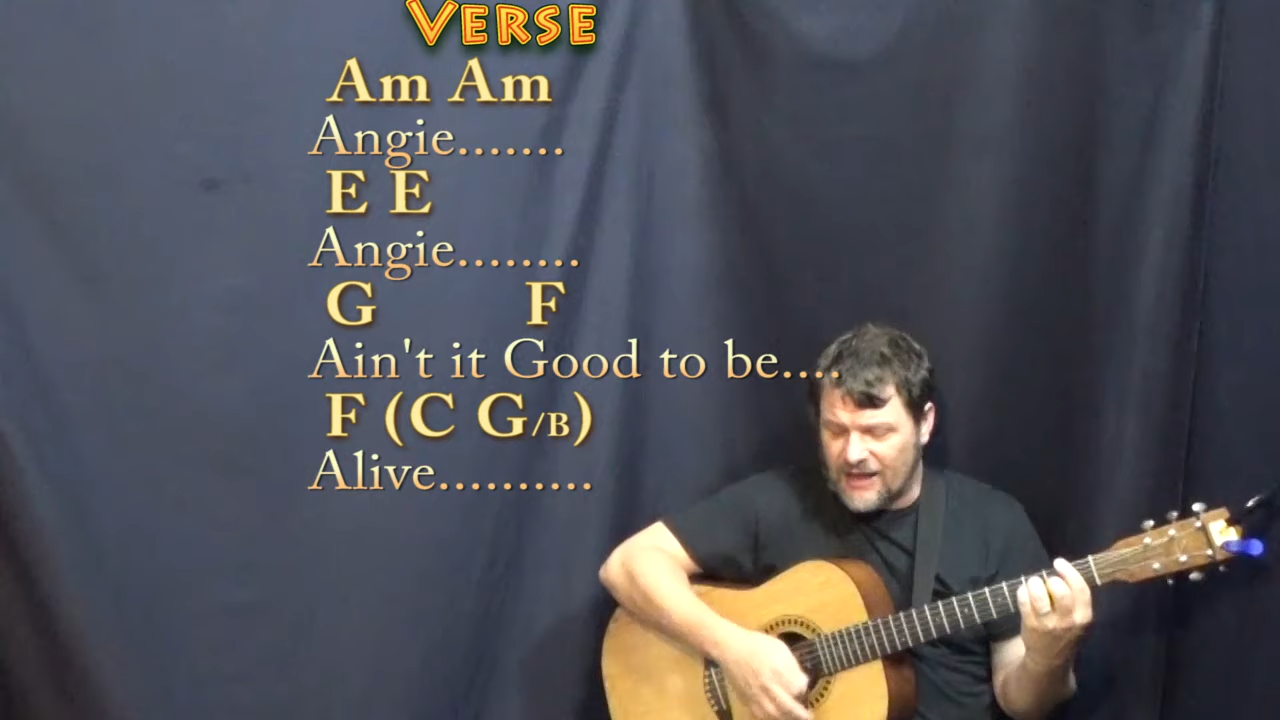 VERSE
Am Am
Angie.......
E E
Angie........
G F
Ain't it Good to be....
F (C G/B)
Alive..........